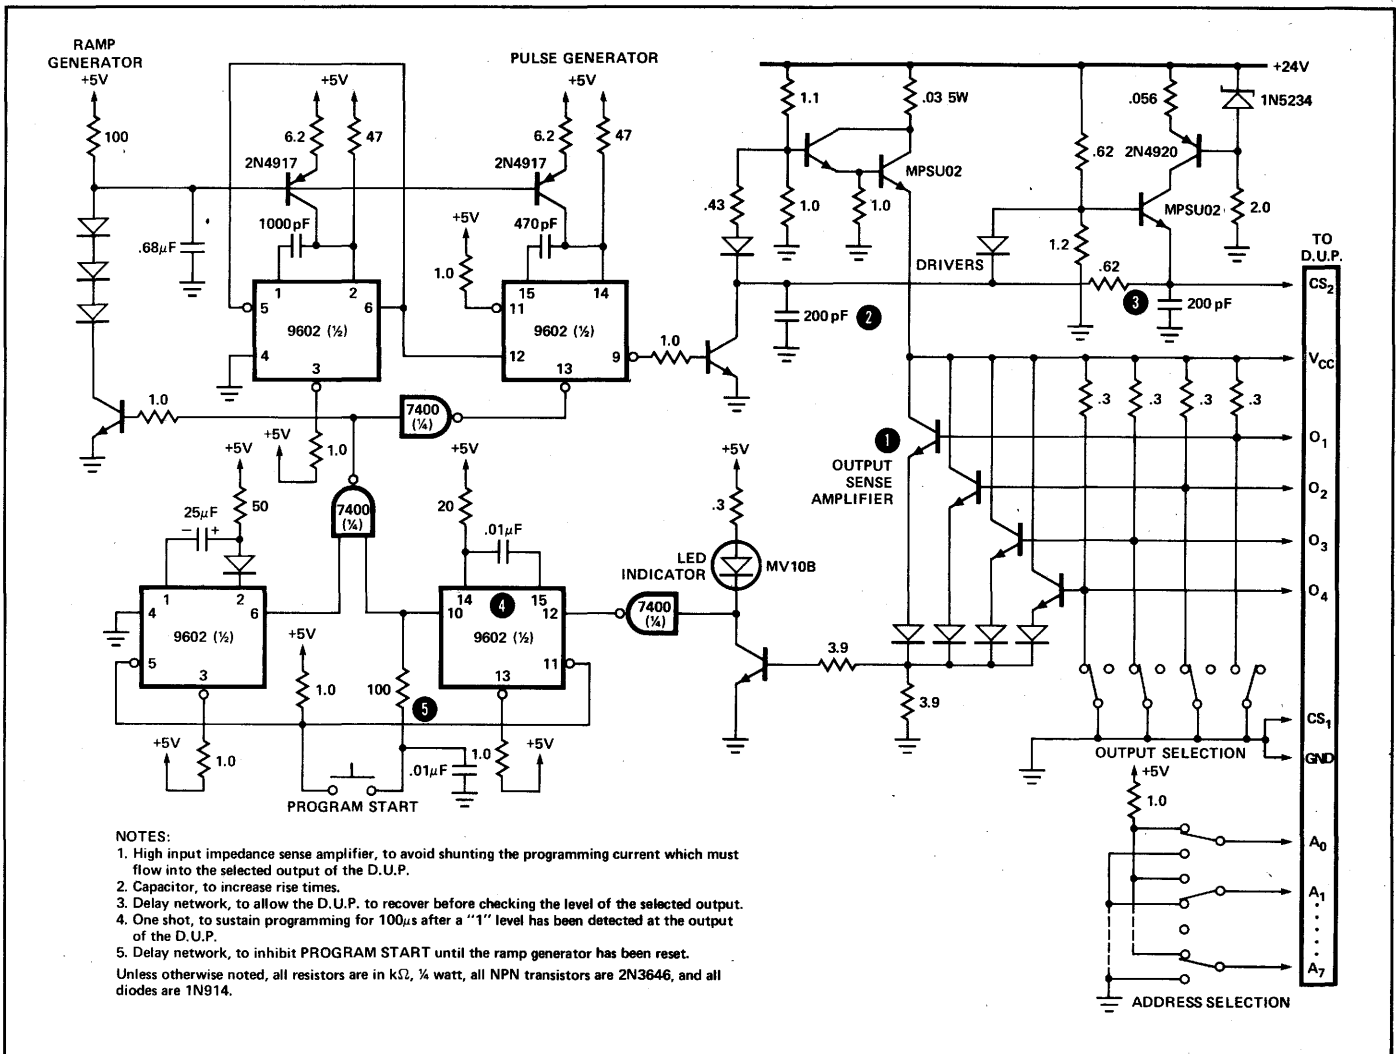 RAMP
GENERATOR
+5V
100
.68µF
1.0
+5V
6.2
47
2N4917
1000pF
1
2
5
6
9602 (½)
4
3
PULSE GENERATOR
+5V
6.2
47
2N4917
+5V
1.0
470pF
15
14
11
9602 (½)
12
9
13
1.0
7400
(¼)
+5V
1.0
+24V
1.1
.03 5W
MPSU02
.43
1.0
1.0
.62
.056
1N5234
2N4920
MPSU02
2.0
1.2
DRIVERS
.62
3
200 pF
200 pF
2
TO
D.U.P.
CS2
VCC
.3
.3
.3
.3
O1
O2
O3
O4
1
OUTPUT
SENSE
AMPLIFIER
+5V
50
25µF
− +
7400
(¼)
20
.01µF
+5V
.3
LED
INDICATOR
MV10B
1
2
4
6
9602 (½)
5
3
+5V
1.0
+5V
1.0
100
5
14
4
15
10
12
9602 (½)
11
13
7400
(¼)
3.9
3.9
1.0
+5V
.01µF
PROGRAM START
OUTPUT SELECTION
CS1
GND
+5V
1.0
A0
A1
A7
ADDRESS SELECTION
NOTES:
1. High input impedance sense amplifier, to avoid shunting the programming current which must
flow into the selected output of the D.U.P.
2. Capacitor, to increase rise times.
3. Delay network, to allow the D.U.P. to recover before checking the level of the selected output.
4. One shot, to sustain programming for 100µs after a "1" level has been detected at the output
of the D.U.P.
5. Delay network, to inhibit PROGRAM START until the ramp generator has been reset.
Unless otherwise noted, all resistors are in kΩ, ¼ watt, all NPN transistors are 2N3646, and all
diodes are 1N914.